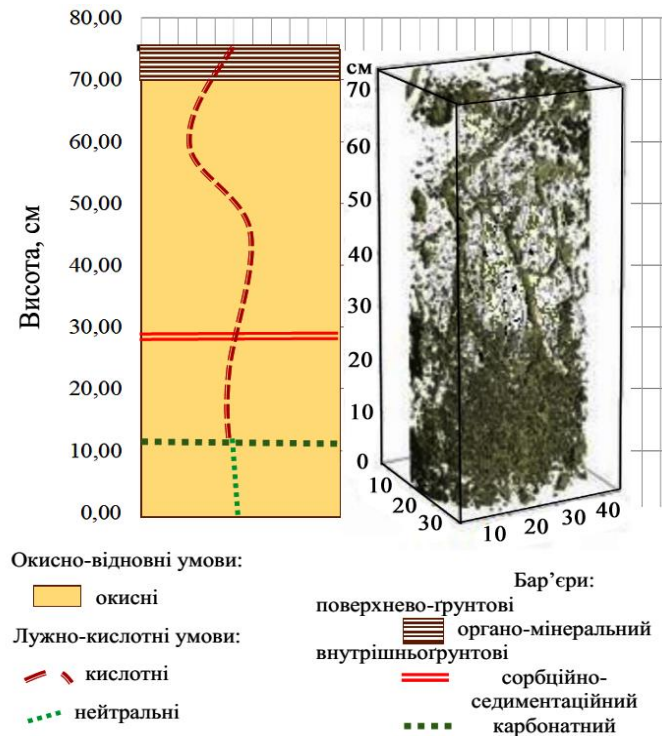 80,00
70,00
60,00
50,00
40,00
30,00
20,00
10,00
0,00
Висота, см
см
70
60
50
40
30
20
10
0
10
20
30
10
20
30
40
Окисно-відновні умови:
окисні
Лужно-кислотні умови:
кислотні
нейтральні
Бар’єри:
поверхнево-ґрунтові
органо-мінеральний
внутрішньоґрунтові
сорбційно-
седиментаційний
карбонатний